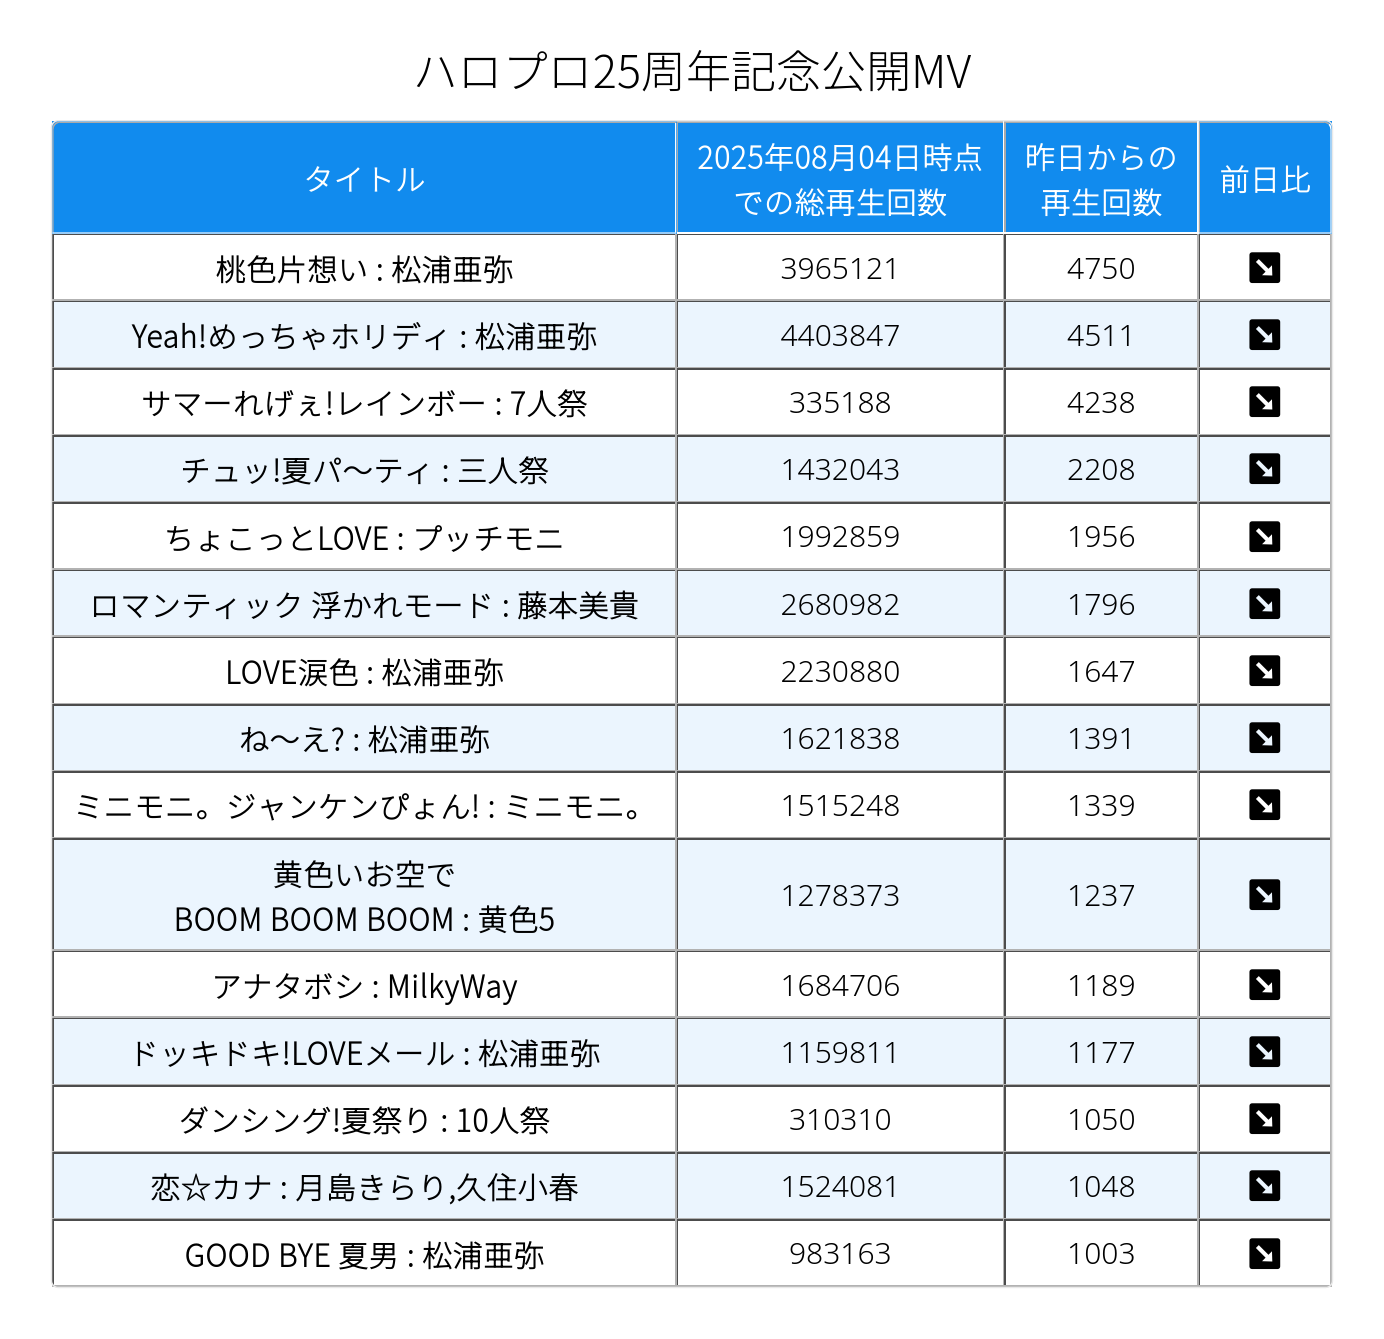 ハロプロ25周年記念公開MV
タイトル
2025年08月04日時点
での総再生回数
昨日からの
再生回数
前日比
桃色片想い : 松浦亜弥 3965121 4750
Yeah!めっちゃホリディ : 松浦亜弥 4403847 4511
サマーれげぇ!レインボー : 7人祭 335188 4238
チュッ!夏パ〜ティ : 三人祭 1432043 2208
ちょこっとLOVE : プッチモニ 1992859 1956
ロマンティック 浮かれモード : 藤本美貴 2680982 1796
LOVE涙色 : 松浦亜弥 2230880 1647
ね〜え? : 松浦亜弥 1621838 1391
ミニモニ。ジャンケンぴょん! : ミニモニ。 1515248 1339
黄色いお空で
BOOM BOOM BOOM : 黄色5 1278373 1237
アナタボシ : MilkyWay 1684706 1189
ドッキドキ!LOVEメール : 松浦亜弥 1159811 1177
ダンシング!夏祭り : 10人祭 310310 1050
恋☆カナ : 月島きらり,久住小春 1524081 1048
GOOD BYE 夏男 : 松浦亜弥 983163 1003